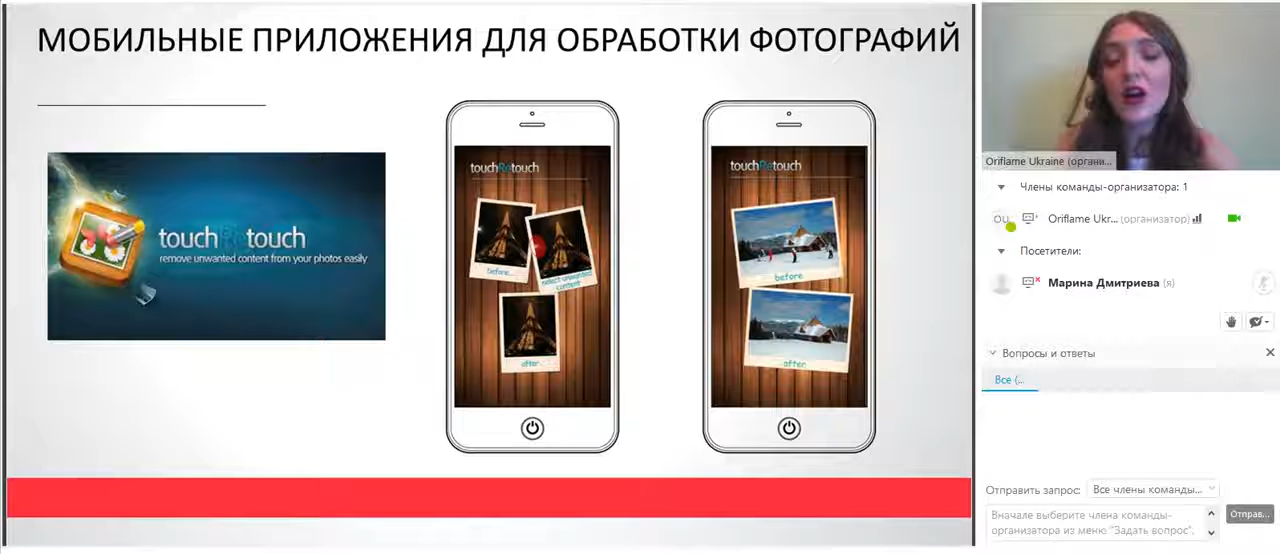 МОБИЛЬНЫЕ ПРИЛОЖЕНИЯ ДЛЯ ОБРАБОТКИ ФОТОГРАФИЙ
touchRetouch
remove unwanted content from your photos easily
touchRetouch
before...
select unwanted
content
after...
touchRetouch
before
after
Oriflame Ukraine (органи...
Члены команды-организатора: 1
OU
Oriflame Ukr... (организатор)
Посетители:
Марина Дмитриева (я)
Вопросы и ответы
Все (...
Отправить запрос:
Все члены команды...
Вначале выберите члена команды-
организатора из меню "Задать вопрос",
Отправ...